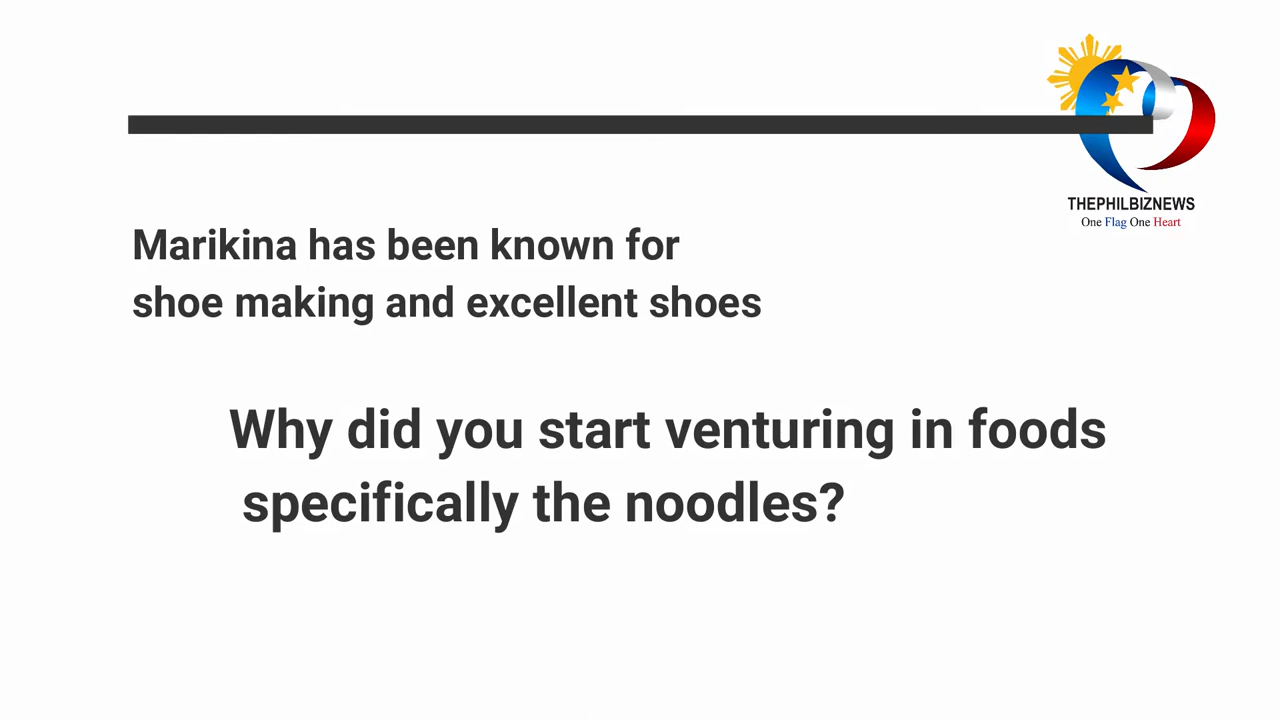 THEPHILBIZNEWS
One Flag One Heart
Marikina has been known for
shoe making and excellent shoes
Why did you start venturing in foods
specifically the noodles?